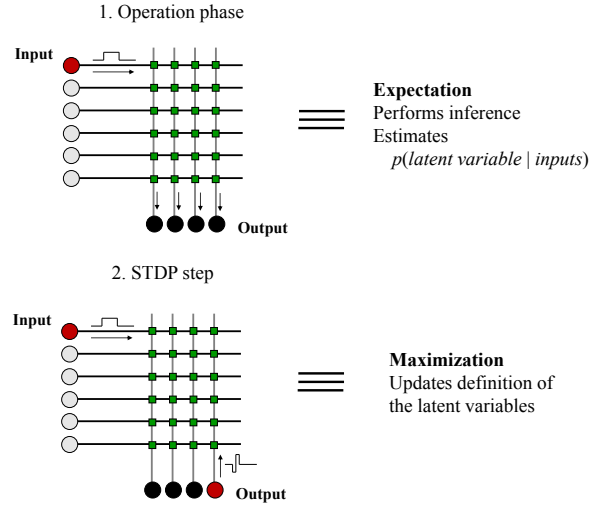 1. Operation phase
Input
Expectation
Performs inference
Estimates
p(latent variable | inputs)
Output
2. STDP step
Input
Maximization
Updates definition of
the latent variables
Output